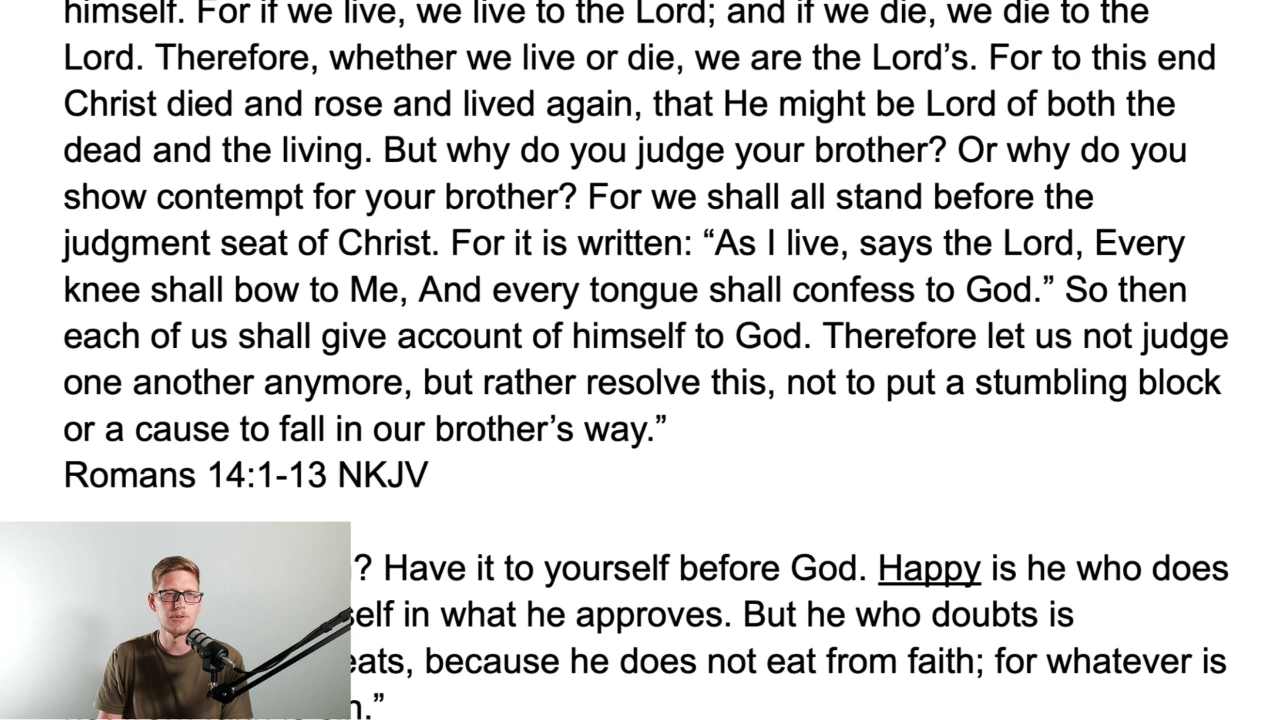 himself. For if we live, we live to the Lord; and if we die, we die to the
Lord. Therefore, whether we live or die, we are the Lord’s. For to this end
Christ died and rose and lived again, that He might be Lord of both the
dead and the living. But why do you judge your brother? Or why do you
show contempt for your brother? For we shall all stand before the
judgment seat of Christ. For it is written: “As I live, says the Lord, Every
knee shall bow to Me, And every tongue shall confess to God.” So then
each of us shall give account of himself to God. Therefore let us not judge
one another anymore, but rather resolve this, not to put a stumbling block
or a cause to fall in our brother’s way.”
Romans 14:1-13 NKJV
? Have it to yourself before God. Happy is he who does
self in what he approves. But he who doubts is
eats, because he does not eat from faith; for whatever is